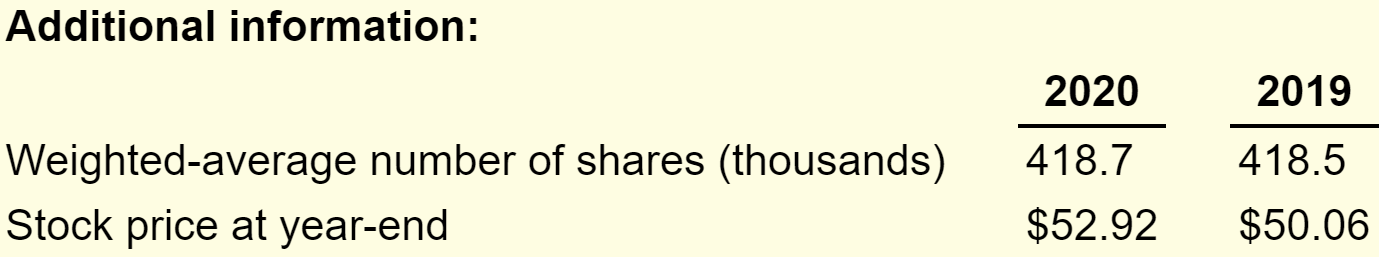 Additional information:
2020 2019
Weighted-average number of shares (thousands) 418.7 418.5
Stock price at year-end $52.92 $50.06